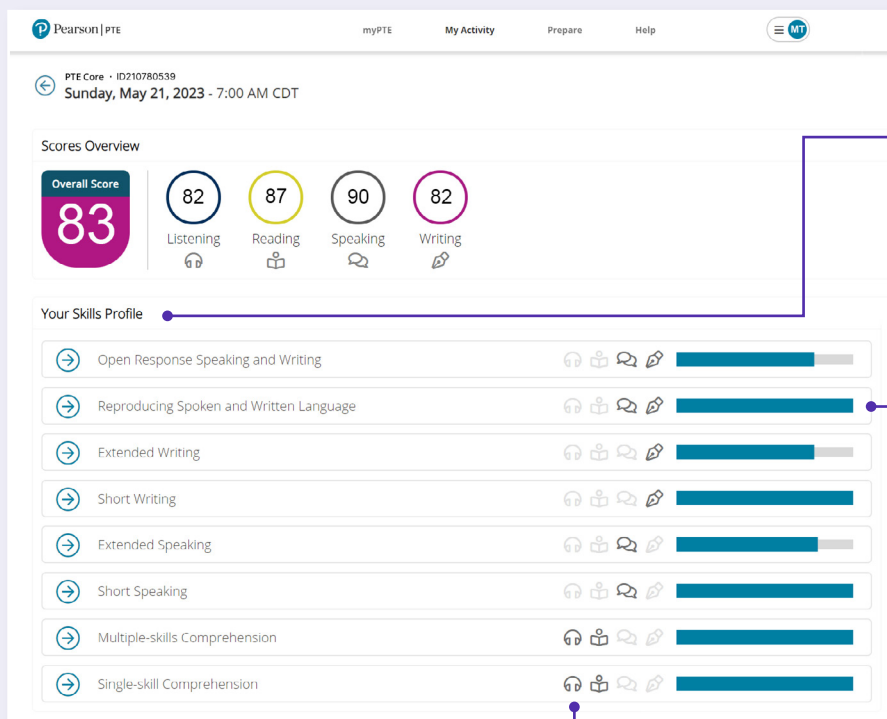 Pearson | PTE
myPTE
My Activity
Prepare
Help
MT
PTE Core · ID210780539
Sunday, May 21, 2023 - 7:00 AM CDT
Scores Overview
Overall Score
83
82
87
90
82
Listening
Reading
Speaking
Writing
Your Skills Profile
Open Response Speaking and Writing
Reproducing Spoken and Written Language
Extended Writing
Short Writing
Extended Speaking
Short Speaking
Multiple-skills Comprehension
Single-skill Comprehension